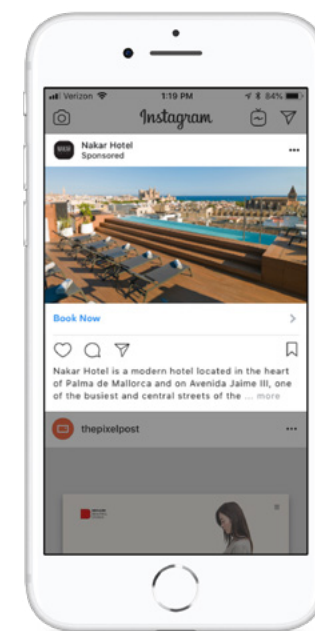 Verizon 1:19 PM 84%
Instagram
Nakar Hotel
Sponsored
Book Now
Nakar Hotel is a modern hotel located in the heart
of Palma de Mallorca and on Avenida Jaime III, one
of the busiest and central streets of the ... more
thepixelpost